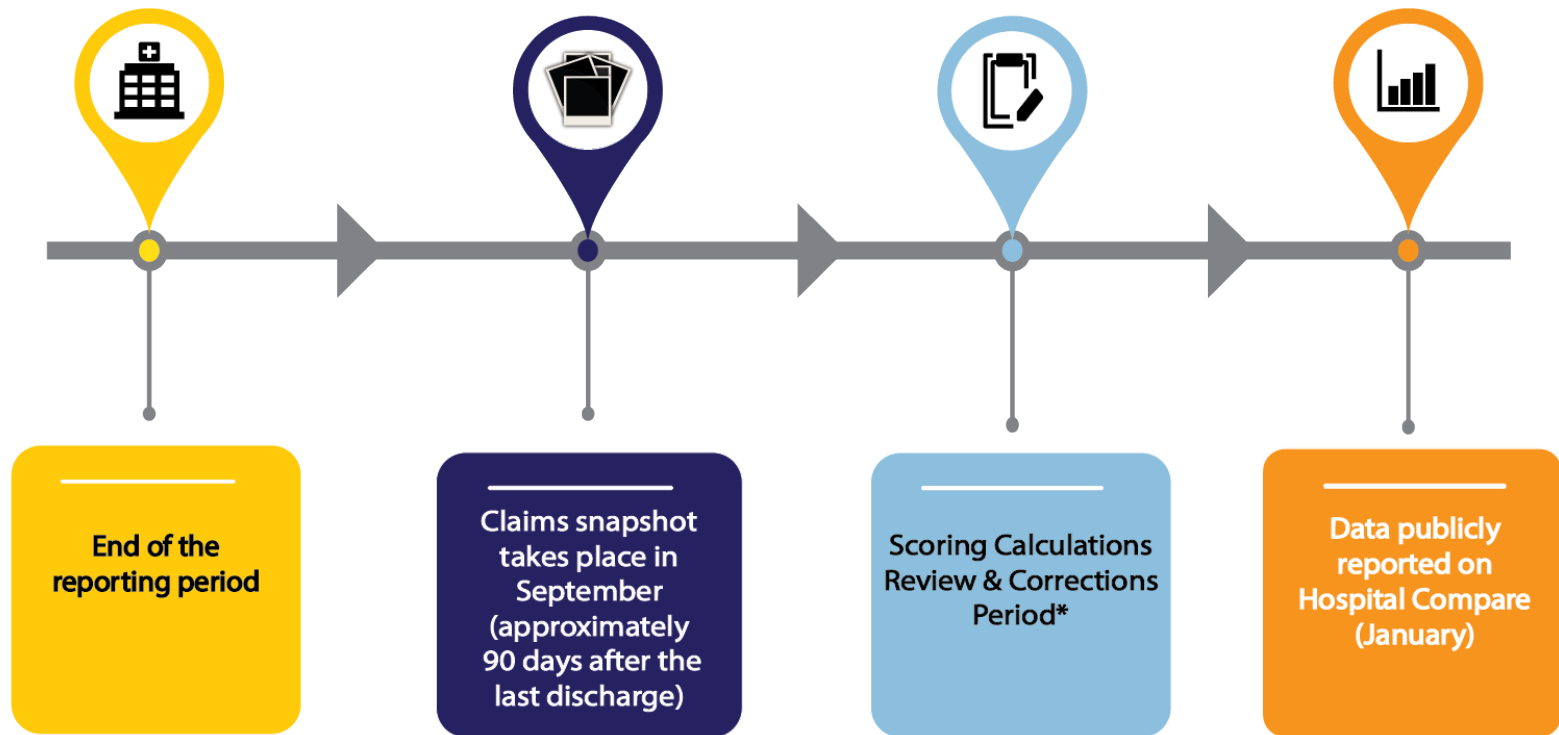 End of the
reporting period
Claims snapshot
takes place in
September
(approximately
90 days after the
last discharge)
Scoring Calculations
Review & Corrections
Period*
Data publicly
reported on
Hospital Compare
(January)